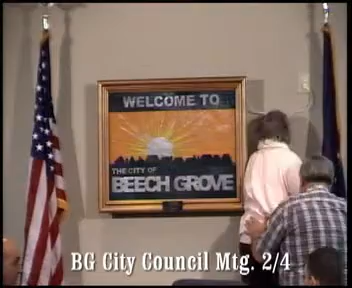 WELCOME TO
THE CITY OF
BEECH GROVE
BG City Council Mtg. 2/4